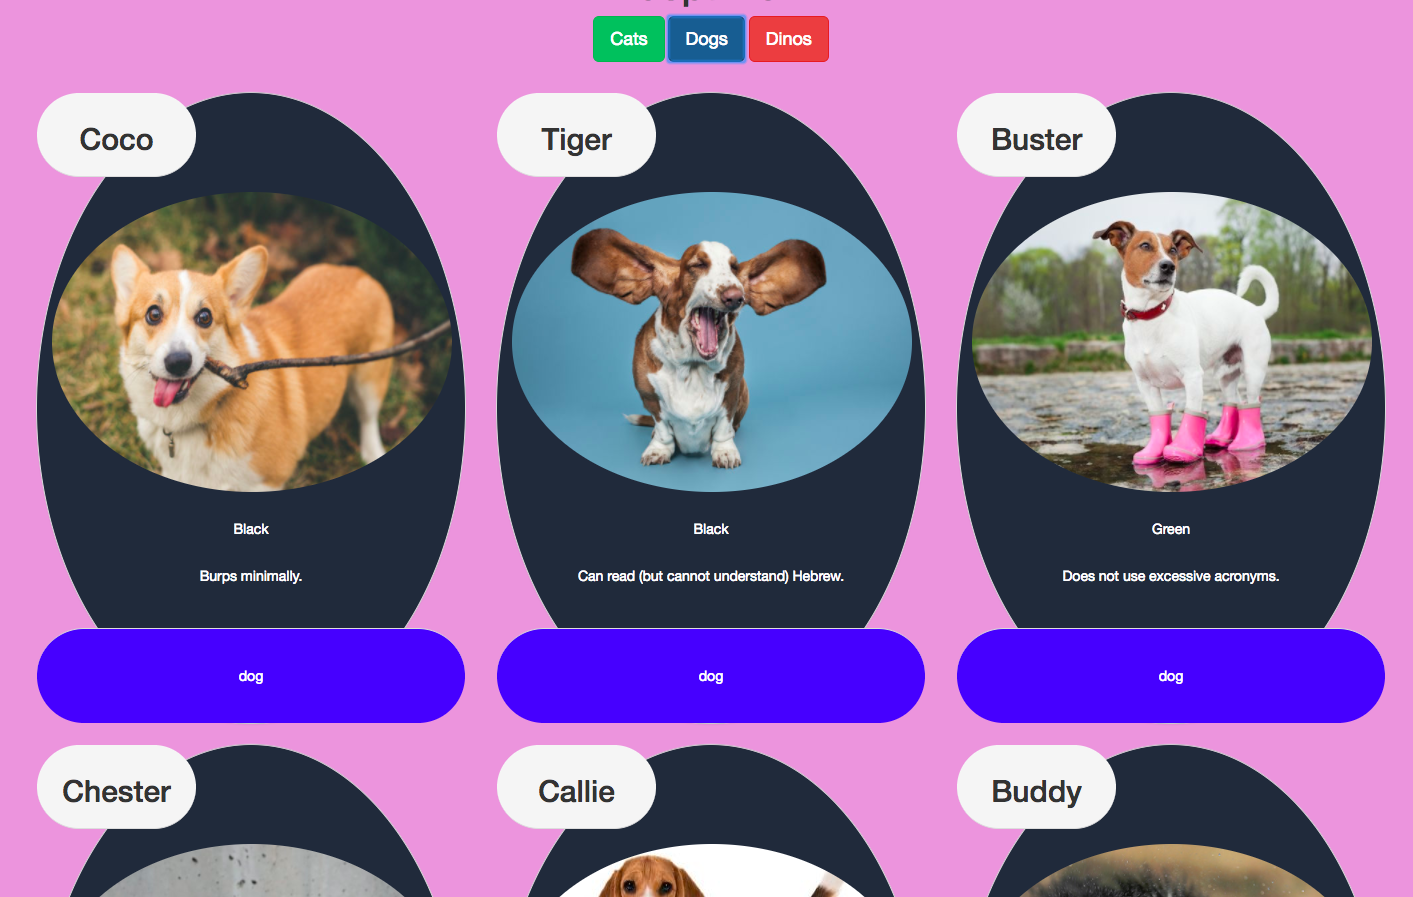 Cats Dogs Dinos
Coco Tiger Buster
Black Black Green
Burps minimally. Can read (but cannot understand) Hebrew. Does not use excessive acronyms.
dog dog dog
Chester Callie Buddy